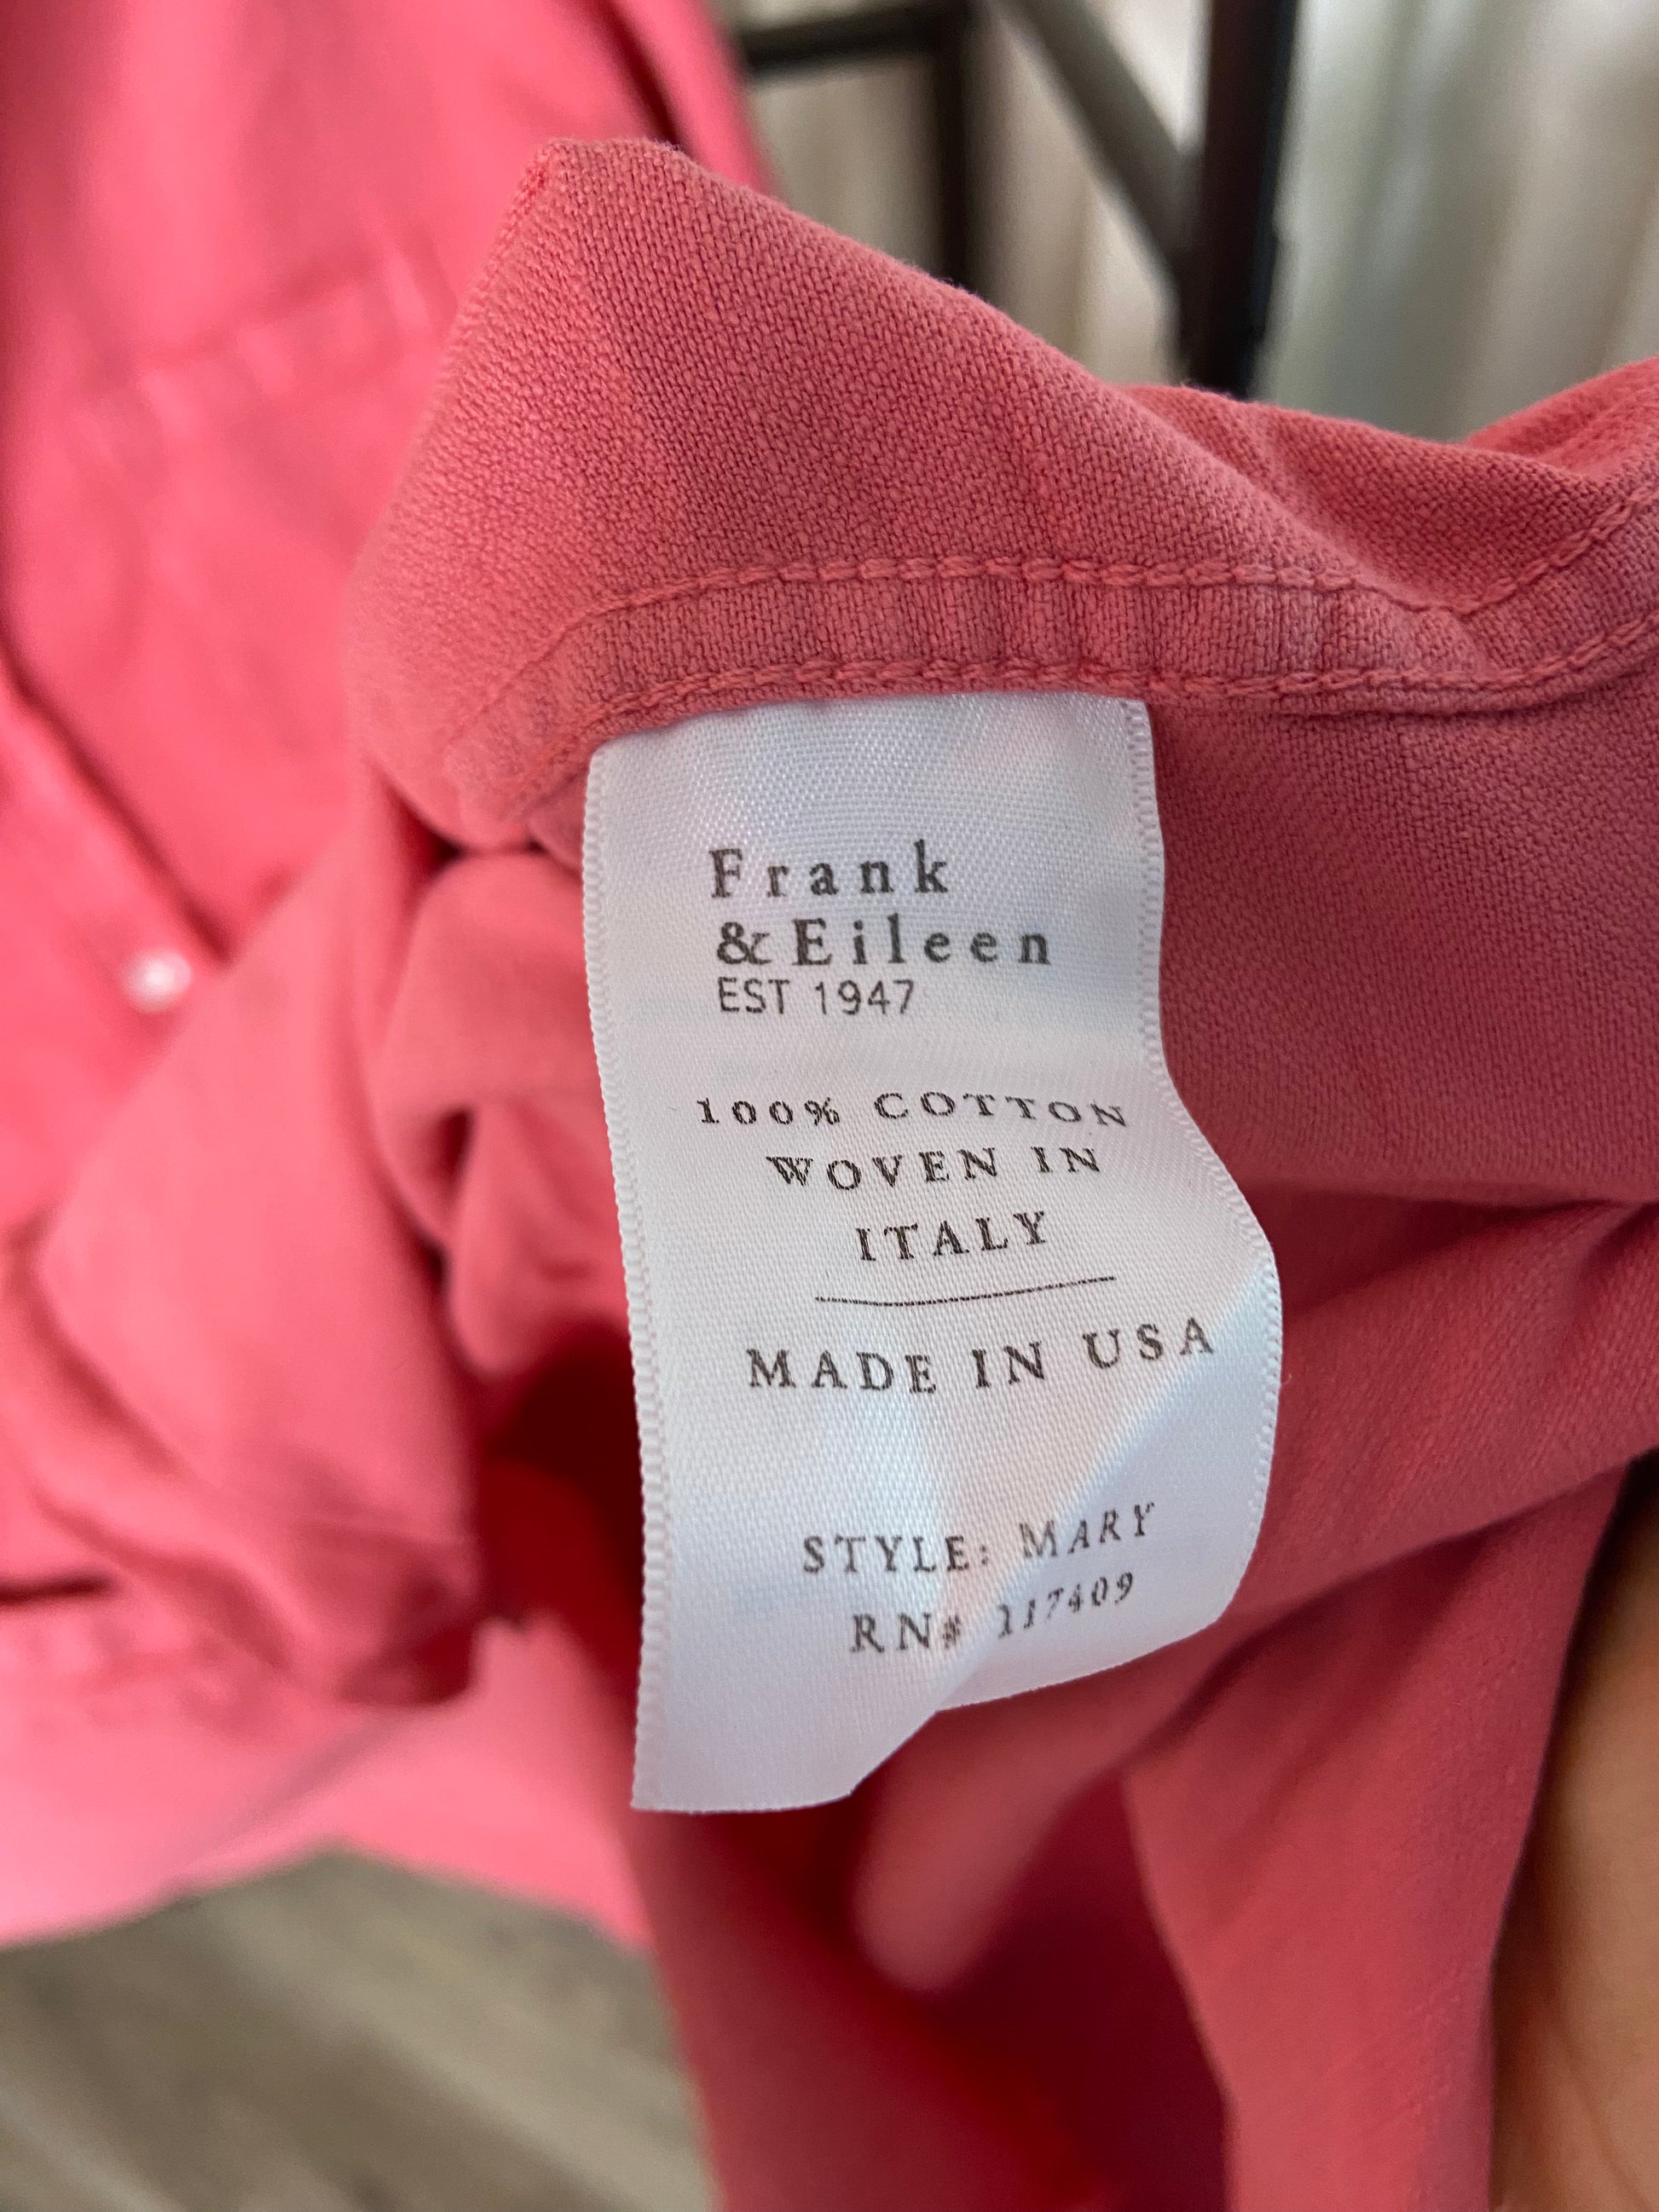 Frank
& Eileen
EST 1947
100% COTTON
WOVEN IN
ITALY
MADE IN USA
STYLE: MARY
RN# 117409